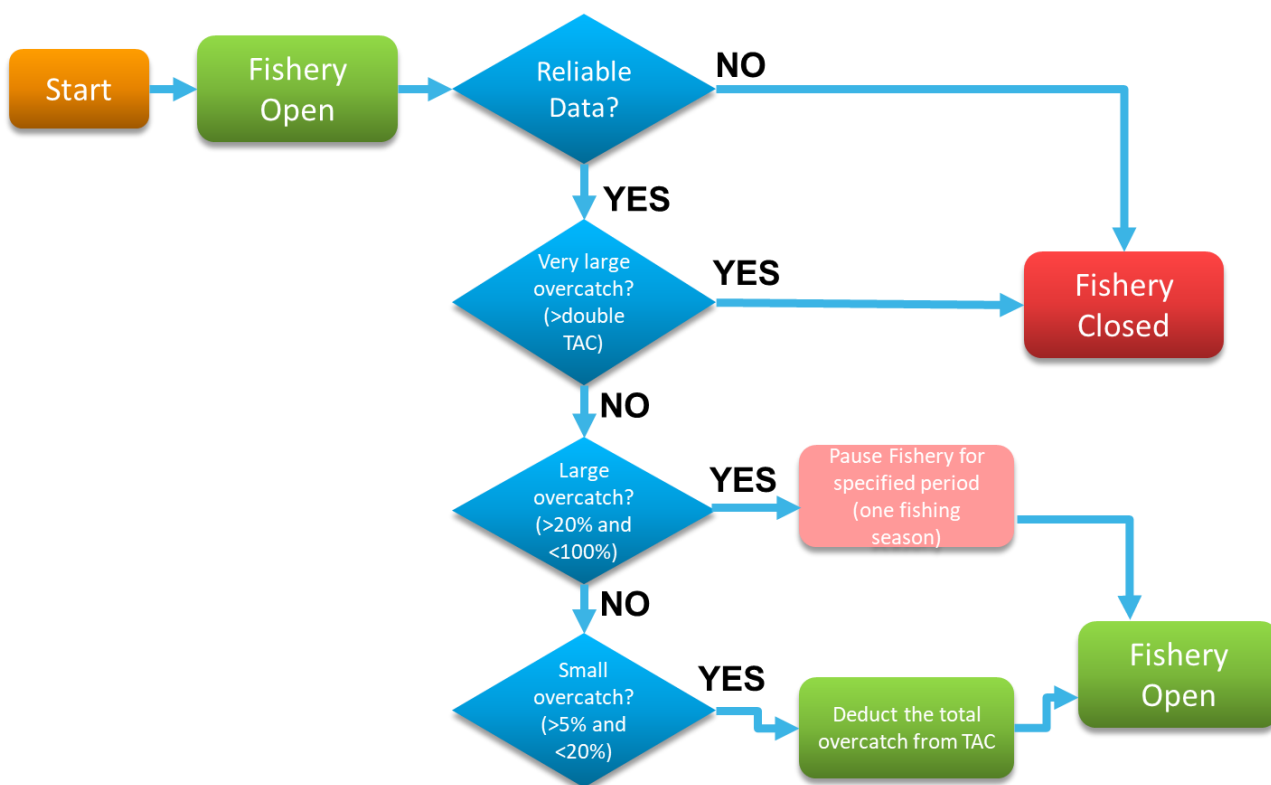 Start
Fishery
Open
Reliable
Data?
NO
YES
Very large
overcatch?
(>double
TAC)
YES
Fishery
Closed
NO
Large
overcatch?
(>20% and
<100%)
YES
Pause Fishery for
specified period
(one fishing
season)
NO
Small
overcatch?
(>5% and
<20%)
YES
Deduct the total
overcatch from TAC
Fishery
Open